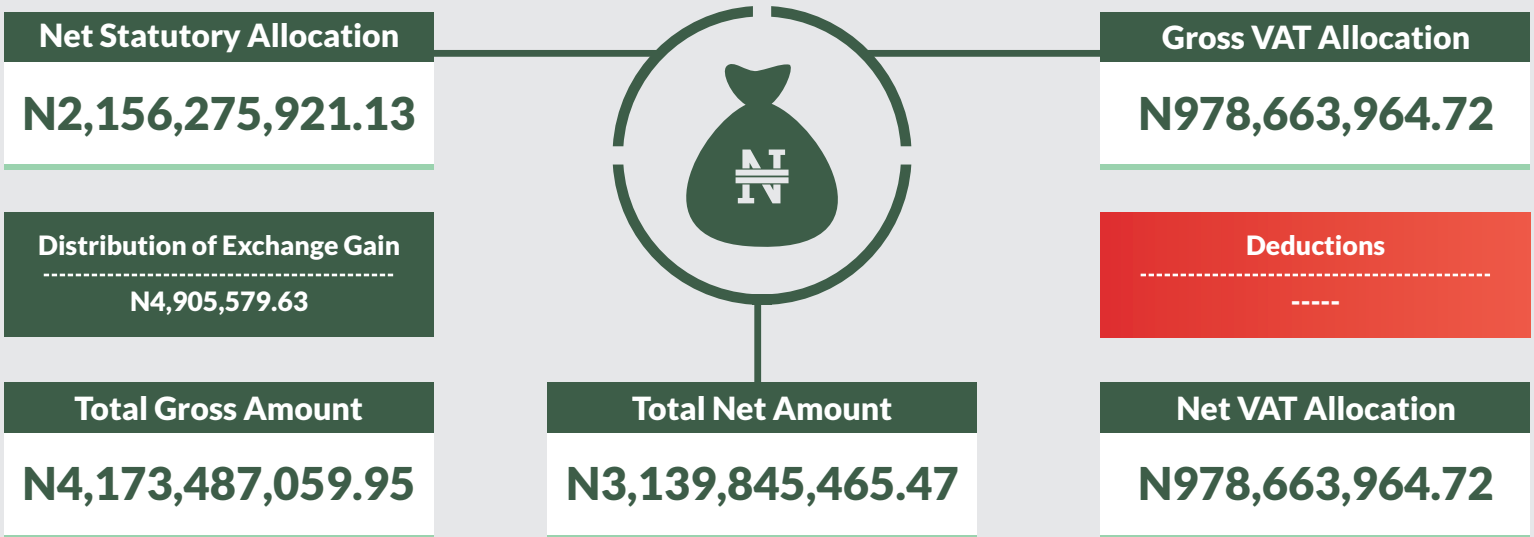 Net Statutory Allocation
N2,156,275,921.13
Gross VAT Allocation
N978,663,964.72
₦
Distribution of Exchange Gain
N4,905,579.63
Deductions
-----
Total Gross Amount
N4,173,487,059.95
Total Net Amount
N3,139,845,465.47
Net VAT Allocation
N978,663,964.72